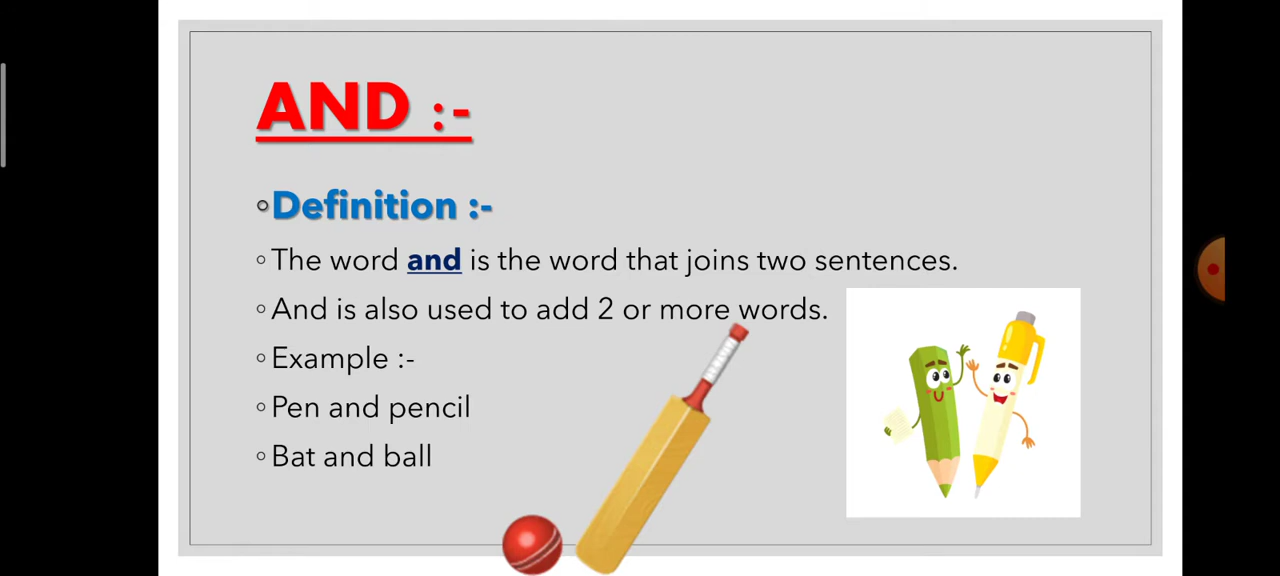 AND :-
Definition :-
The word and is the word that joins two sentences.
And is also used to add 2 or more words.
Example :-
Pen and pencil
Bat and ball